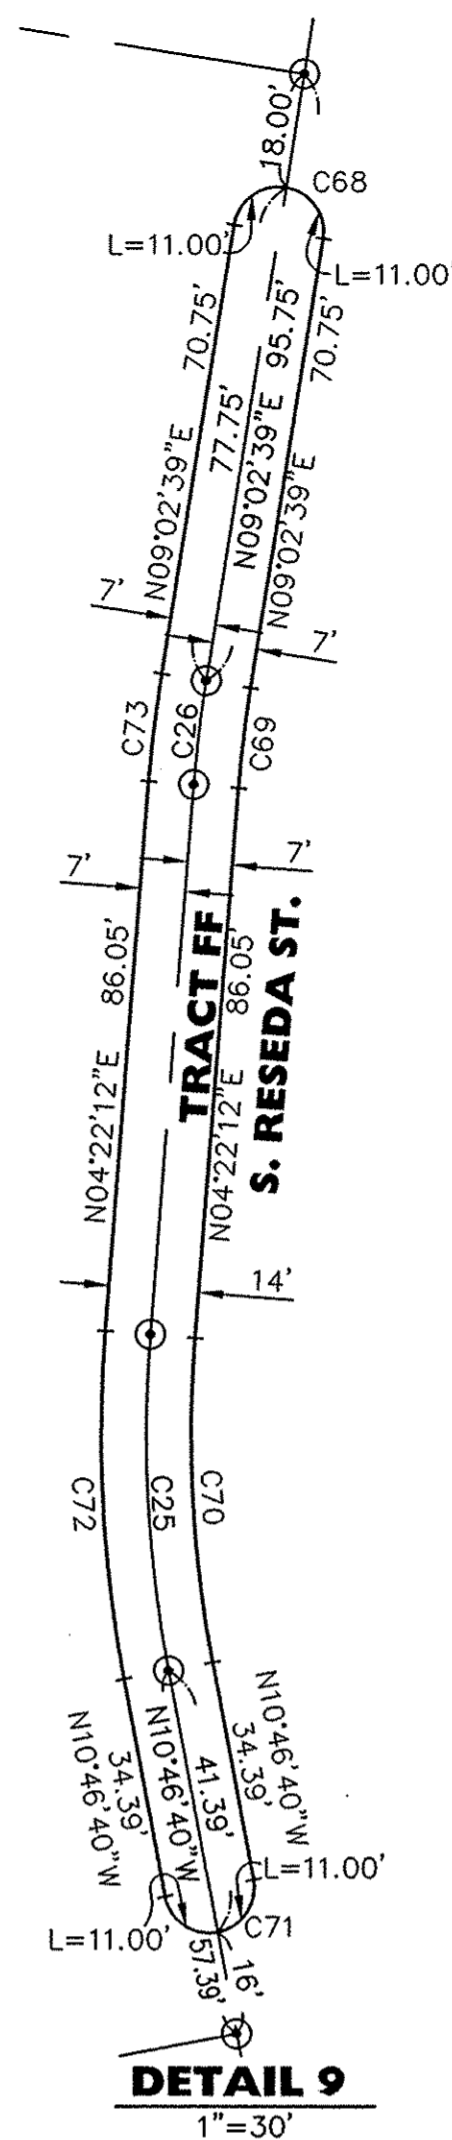 18.00'
C68
L=11.00'
L=11.00'
70.75'
95.75'
70.75'
77.75'
N09°02'39"E
N09°02'39"E
N09°02'39"E
7'
7'
C73
C26
C69
7'
7'
86.05'
TRACT FF
86.05'
S. RESEDA ST.
N04°22'12"E
N04°22'12"E
14'
C72
C25
C70
N10°46'40"W
34.39'
N10°46'40"W
41.39'
N10°46'40"W
34.39'
L=11.00'
L=11.00'
C71
57.39'
16'
DETAIL 9
1"=30'